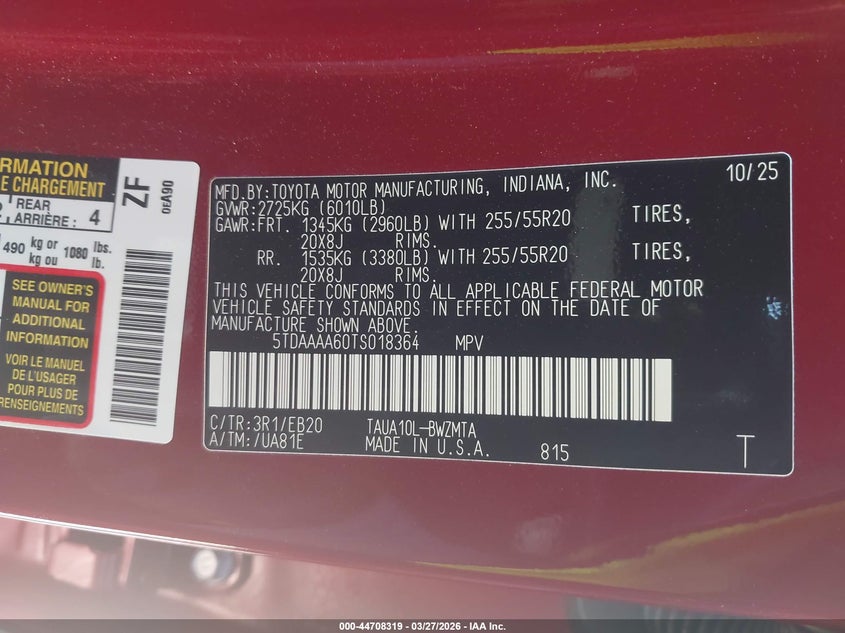 RMATION
E CHARGEMENT
REAR
ARRIÈRE : 4
490 kg or 1080 lbs.
kg ou lb.
SEE OWNER'S
MANUAL FOR
ADDITIONAL
INFORMATION
VOIR LE MANUEL
DE L'USAGER
POUR PLUS DE
RENSEIGNEMENTS
ZF
0EA90
MFD.BY:TOYOTA MOTOR MANUFACTURING, INDIANA, INC. 10/25
GVWR:2725KG (6010LB)
GAWR:FRT. 1345KG (2960LB) WITH 255/55R20 TIRES,
20X8J RIMS.
RR. 1535KG (3380LB) WITH 255/55R20 TIRES,
20X8J RIMS.
THIS VEHICLE CONFORMS TO ALL APPLICABLE FEDERAL MOTOR
VEHICLE SAFETY STANDARDS IN EFFECT ON THE DATE OF
MANUFACTURE SHOWN ABOVE.
5TDAAAA60TS018364 MPV
C/TR:3R1/EB20 TAUA10L-BWZMTA
A/TM:/UA81E MADE IN U.S.A. 815 T
000-44708319 - 03/27/2026 - IAA Inc.